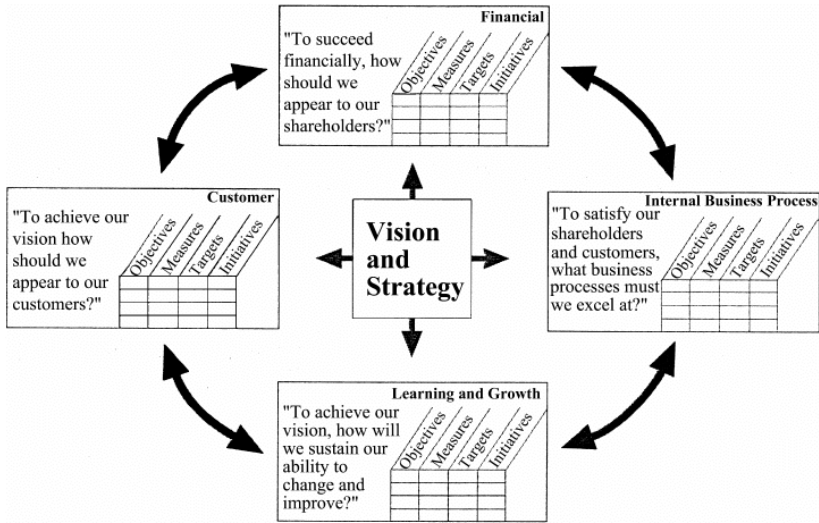 Financial
"To succeed
financially, how
should we
appear to our
shareholders?"
Objectives
Measures
Targets
Initiatives
Customer
"To achieve our
vision how
should we
appear to our
customers?"
Objectives
Measures
Targets
Initiatives
Vision
and
Strategy
Internal Business Process
"To satisfy our
shareholders
and customers,
what business
processes must
we excel at?"
Objectives
Measures
Targets
Initiatives
Learning and Growth
"To achieve our
vision, how will
we sustain our
ability to
change and
improve?"
Objectives
Measures
Targets
Initiatives